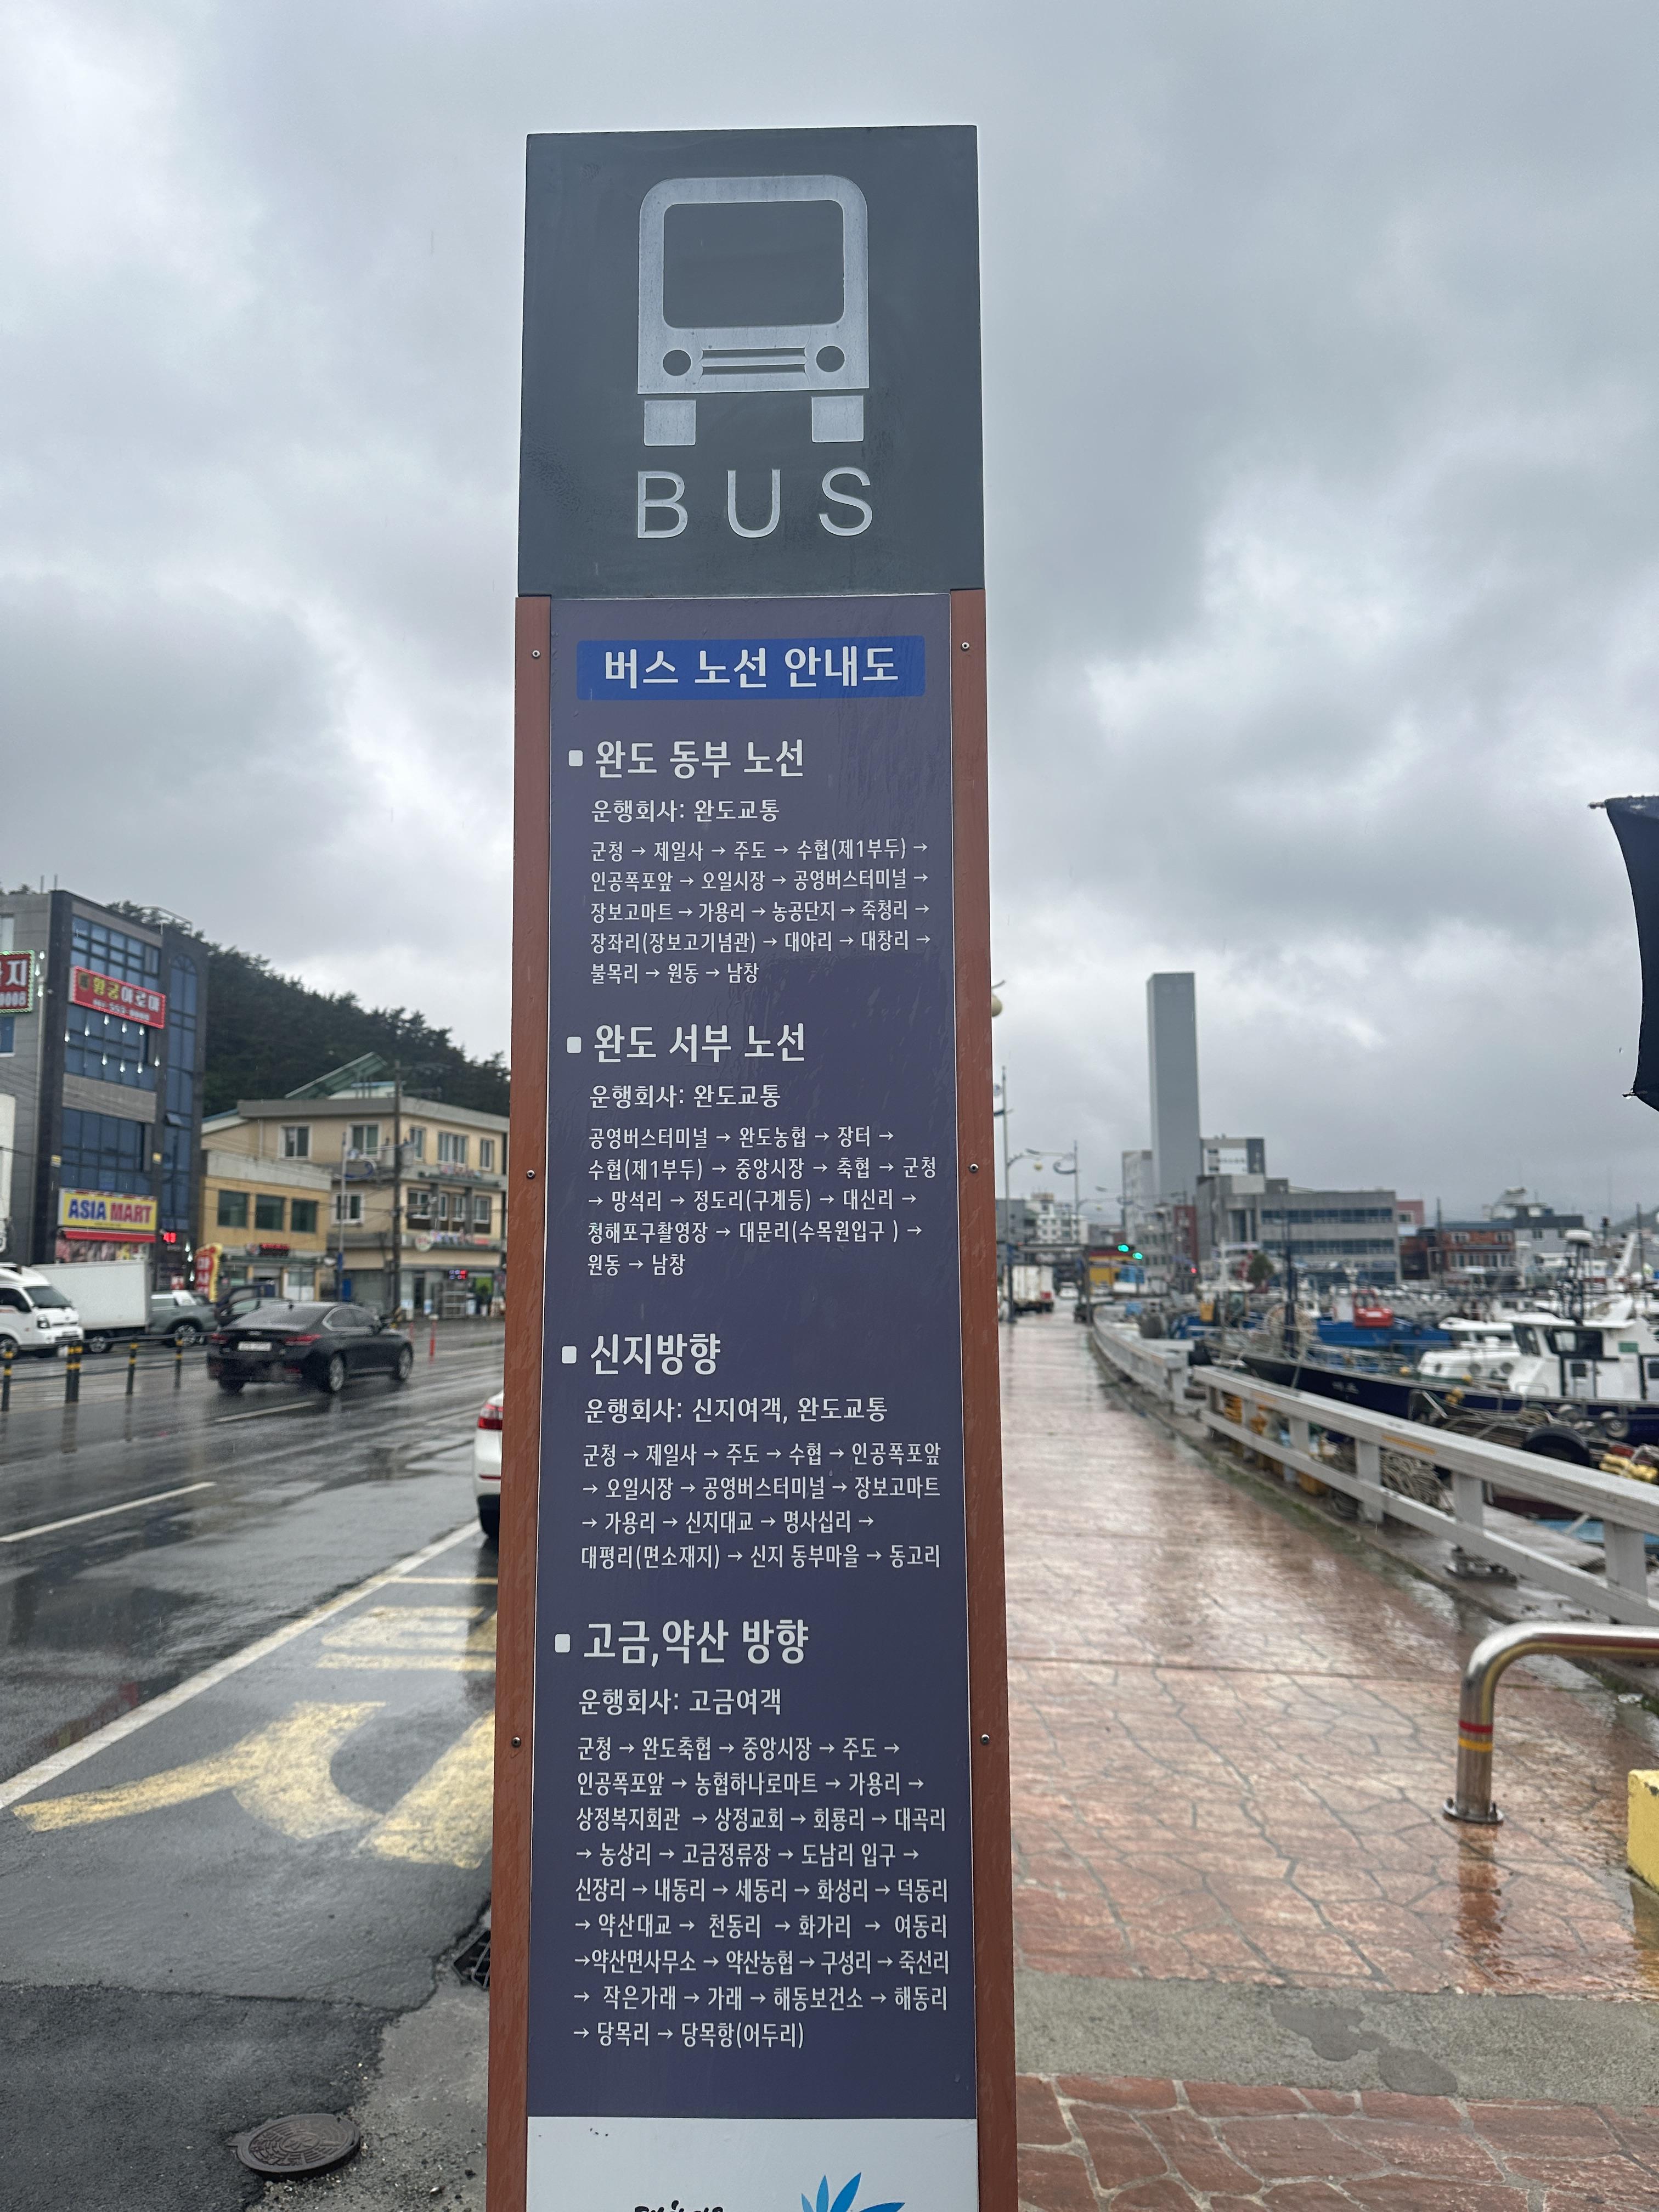 BUS
버스 노선 안내도
완도 동부 노선
운행회사: 완도교통
군청 → 제일사 → 주도 → 수협(제1부두) →
인공폭포앞 → 오일시장 → 공영버스터미널 →
장보고마트 → 가용리 → 농공단지 → 죽청리 →
장좌리(장보고기념관) → 대야리 → 대창리 →
불목리 → 원동 → 남창
완도 서부 노선
운행회사: 완도교통
공영버스터미널 → 완도농협 → 장터 →
수협(제1부두) → 중앙시장 → 축협 → 군청
→ 망석리 → 정도리(구계등) → 대신리 →
청해포구촬영장 → 대문리(수목원입구 ) →
원동 → 남창
신지방향
운행회사: 신지여객, 완도교통
군청 → 제일사 → 주도 → 수협 → 인공폭포앞
→ 오일시장 → 공영버스터미널 → 장보고마트
→ 가용리 → 신지대교 → 명사십리 →
대평리(면소재지) → 신지 동부마을 → 동고리
고금,약산 방향
운행회사: 고금여객
군청 → 완도축협 → 중앙시장 → 주도 →
인공폭포앞 → 농협하나로마트 → 가용리 →
상정복지회관 → 상정교회 → 회룡리 → 대곡리
→ 농상리 → 고금정류장 → 도남리 입구 →
신장리 → 내동리 → 세동리 → 화성리 → 덕동리
→ 약산대교 → 천동리 → 화가리 → 여동리
→약산면사무소 → 약산농협 → 구성리 → 죽선리
→ 작은가래 → 가래 → 해동보건소 → 해동리
→ 당목리 → 당목항(어두리)
ASIA MART